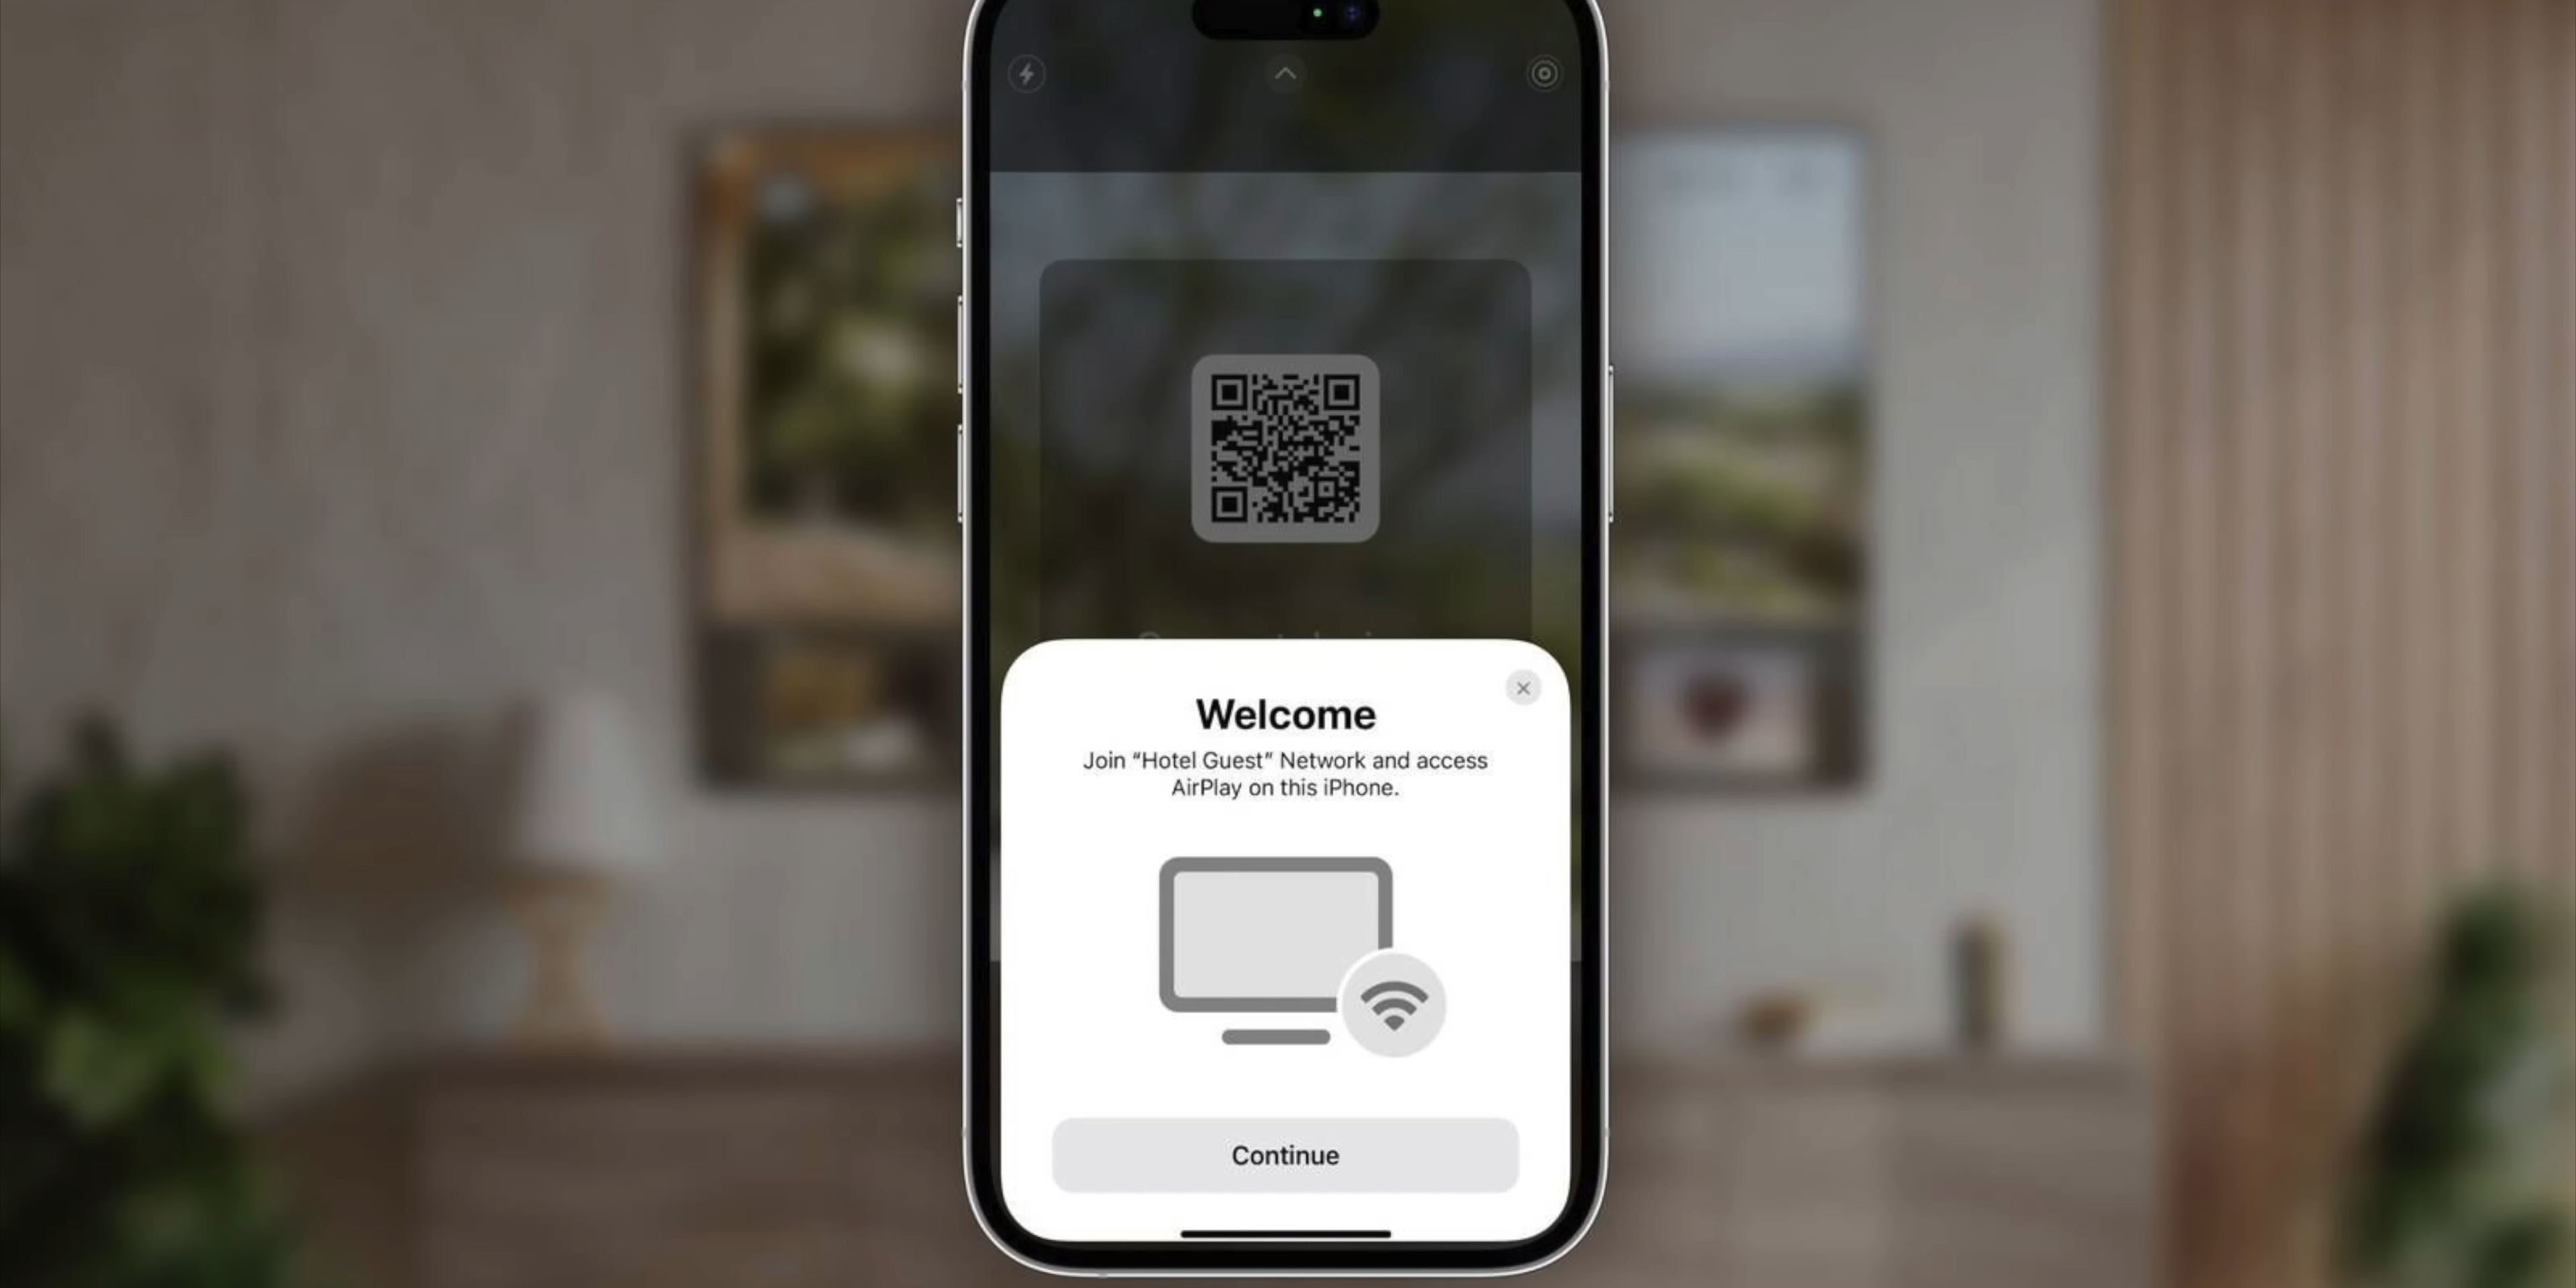 Welcome
Join “Hotel Guest” Network and access
AirPlay on this iPhone.
Continue